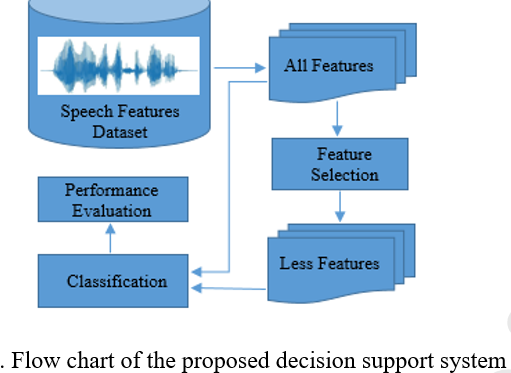 All Features
Speech Features
Dataset
Feature
Selection
Performance
Evaluation
Less Features
Classification
. Flow chart of the proposed decision support system